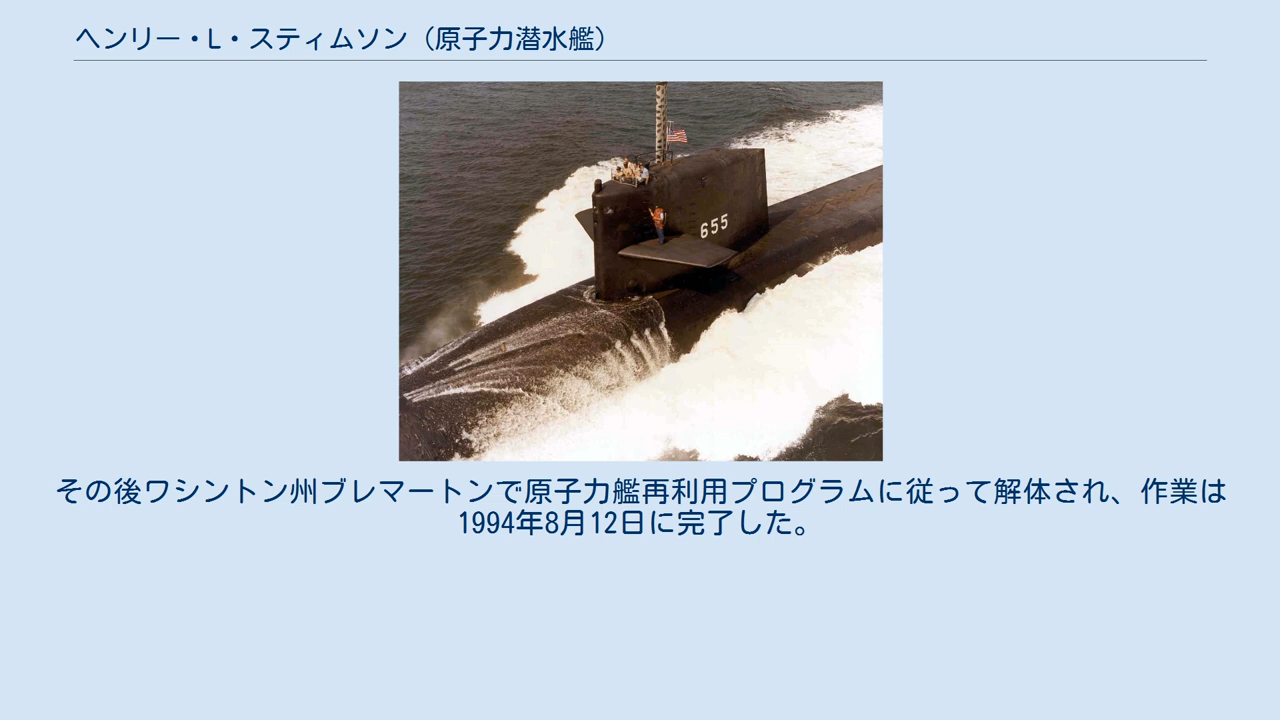 ヘンリー・L・スティムソン（原子力潜水艦）
655
その後ワシントン州ブレマートンで原子力艦再利用プログラムに従って解体され、作業は
1994年8月12日に完了した。